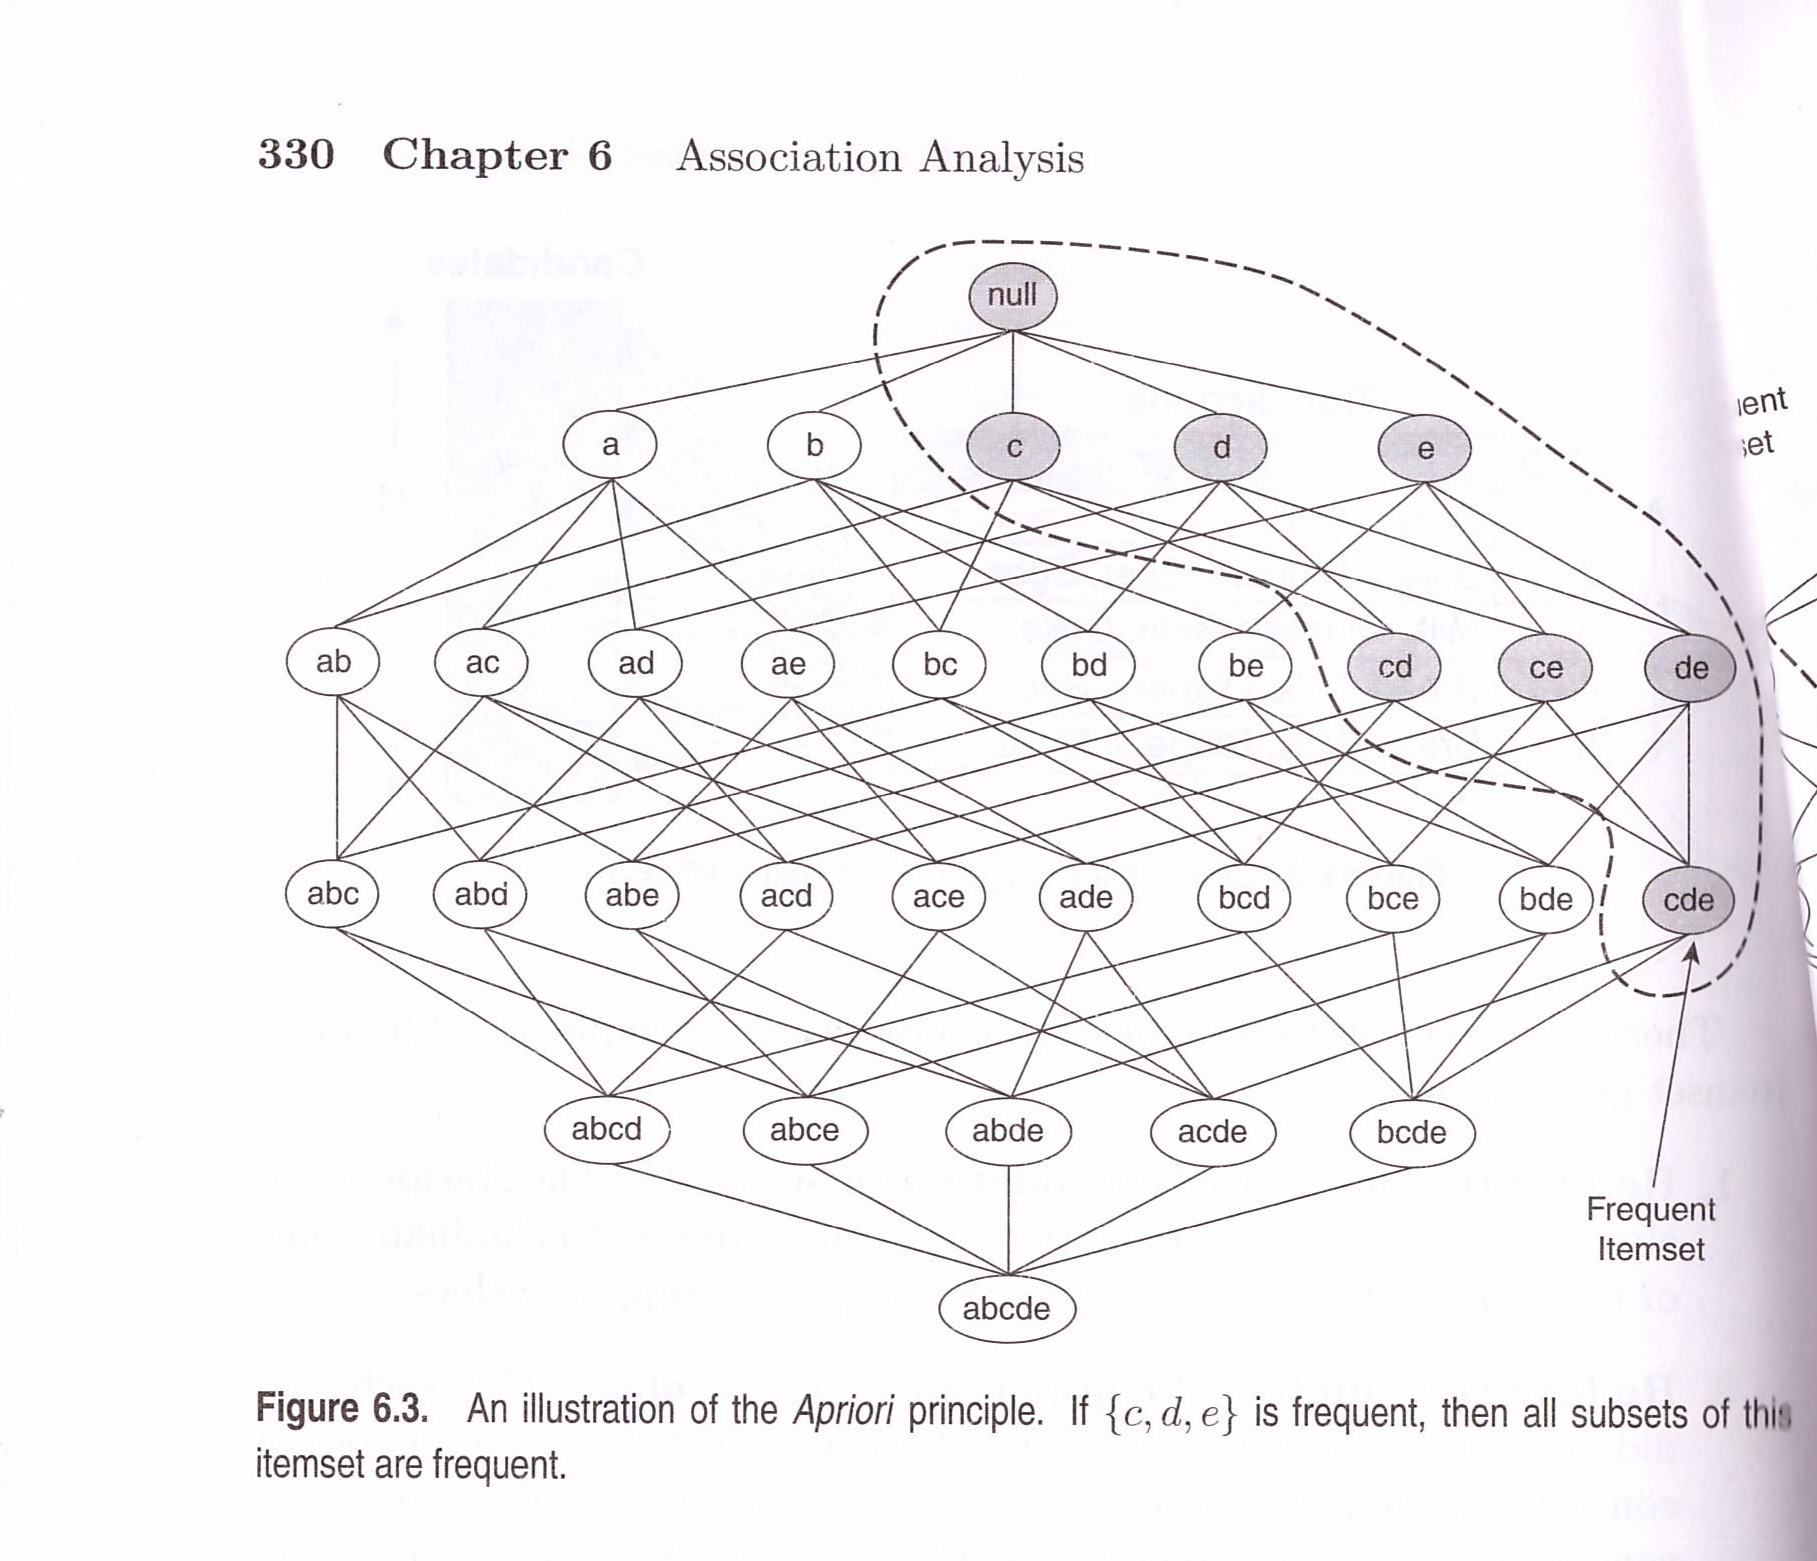 330 Chapter 6 Association Analysis
null
a b c d e
ab ac ad ae bc bd be cd ce de
abc abd abe acd ace ade bcd bce bde cde
abcd abce abde acde bcde
Frequent
Itemset
abcde
Figure 6.3. An illustration of the Apriori principle. If {c, d, e} is frequent, then all subsets of this
itemset are frequent.